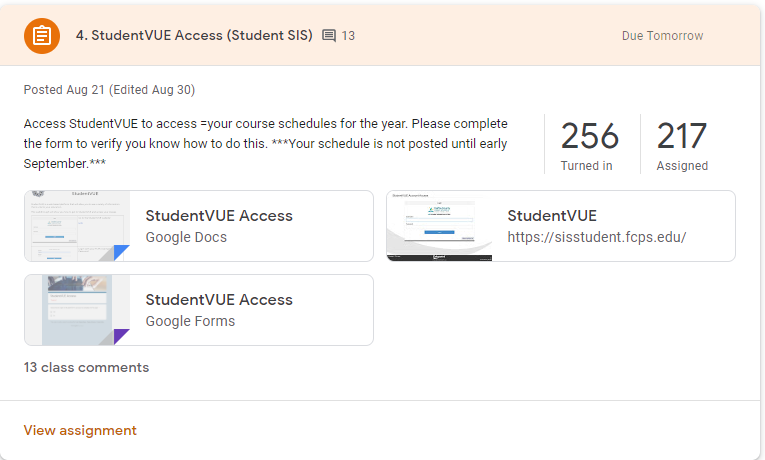 4. StudentVUE Access (Student SIS) 13 Due Tomorrow
Posted Aug 21 (Edited Aug 30)
Access StudentVUE to access =your course schedules for the year. Please complete
the form to verify you know how to do this. ***Your schedule is not posted until early
September.***
256
Turned in
217
Assigned
StudentVUE Access
Google Docs
StudentVUE
https://sisstudent.fcps.edu/
StudentVUE Access
Google Forms
13 class comments
View assignment